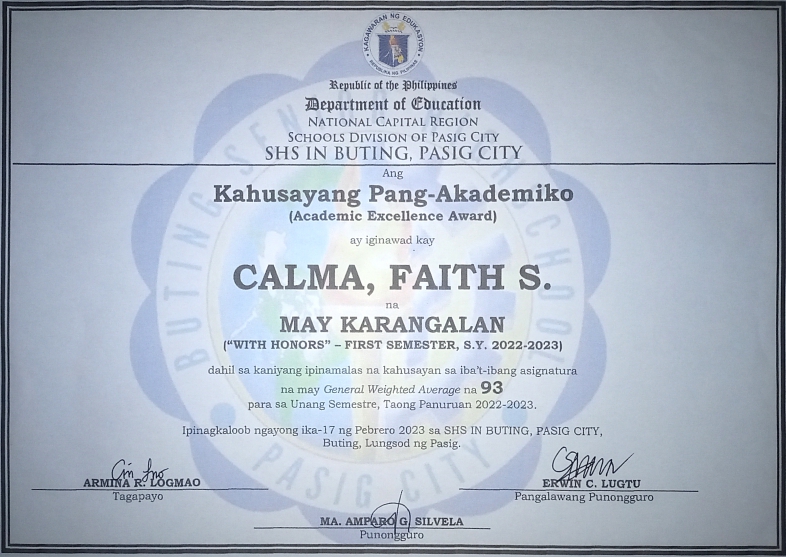 KAGAWARAN NG EDUKASYON
REPUBLIKA NG PILIPINAS
Republic of the Philippines
Department of Education
NATIONAL CAPITAL REGION
SCHOOLS DIVISION OF PASIG CITY
SHS IN BUTING, PASIG CITY
Ang
Kahusayang Pang-Akademiko
(Academic Excellence Award)
ay iginawad kay
CALMA, FAITH S.
na
MAY KARANGALAN
("WITH HONORS" – FIRST SEMESTER, S.Y. 2022-2023)
dahil sa kaniyang ipinamalas na kahusayan sa iba't-ibang asignatura
na may General Weighted Average na 93
para sa Unang Semestre, Taong Panuruan 2022-2023.
Ipinagkaloob ngayong ika-17 ng Pebrero 2023 sa SHS IN BUTING, PASIG CITY,
Buting, Lungsod ng Pasig.
ARMINA R. LOGMAO
Tagapayo
ERWIN C. LUGTU
Pangalawang Punongguro
MA. AMPARO G. SILVELA
Punongguro
BUTING SENIOR HIGH SCHOOL
PASIG CITY